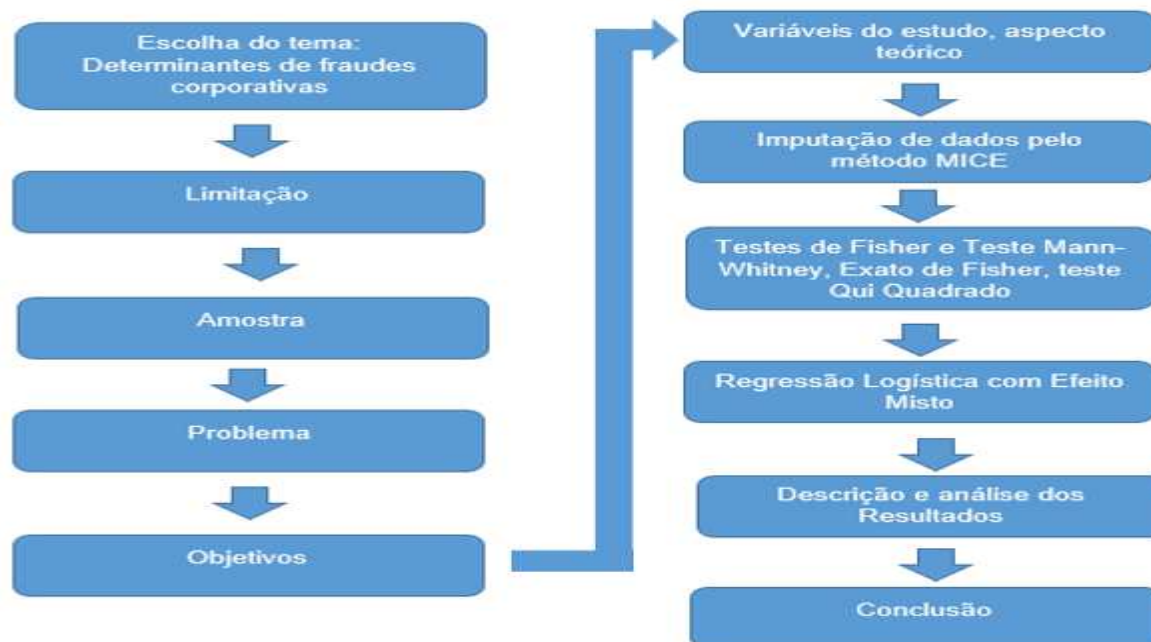 Escolha do tema:
Determinantes de fraudes
corporativas
Limitação
Amostra
Problema
Objetivos
Variáveis do estudo, aspecto
teórico
Imputação de dados pelo
método MICE
Testes de Fisher e Teste Mann-
Whitney, Exato de Fisher, teste
Qui Quadrado
Regressão Logística com Efeito
Misto
Descrição e análise dos
Resultados
Conclusão